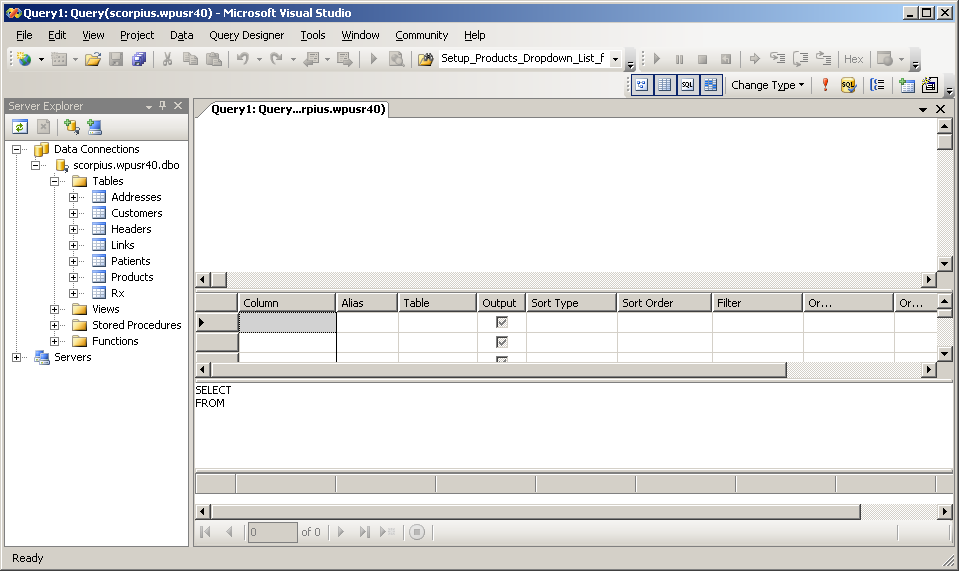 Query1: Query(scorpius.wpusr40) - Microsoft Visual Studio
File Edit View Project Data Query Designer Tools Window Community Help
Setup_Products_Dropdown_List_f Hex
SQL Change Type SQL
Server Explorer
Query1: Query...rpius.wpusr40)
Data Connections
scorpius.wpusr40.dbo
Tables
Addresses
Customers
Headers
Links
Patients
Products
Rx
Views
Stored Procedures
Functions
Servers
Column Alias Table Output Sort Type Sort Order Filter Or... Or...
SELECT
FROM
0 of 0
Ready